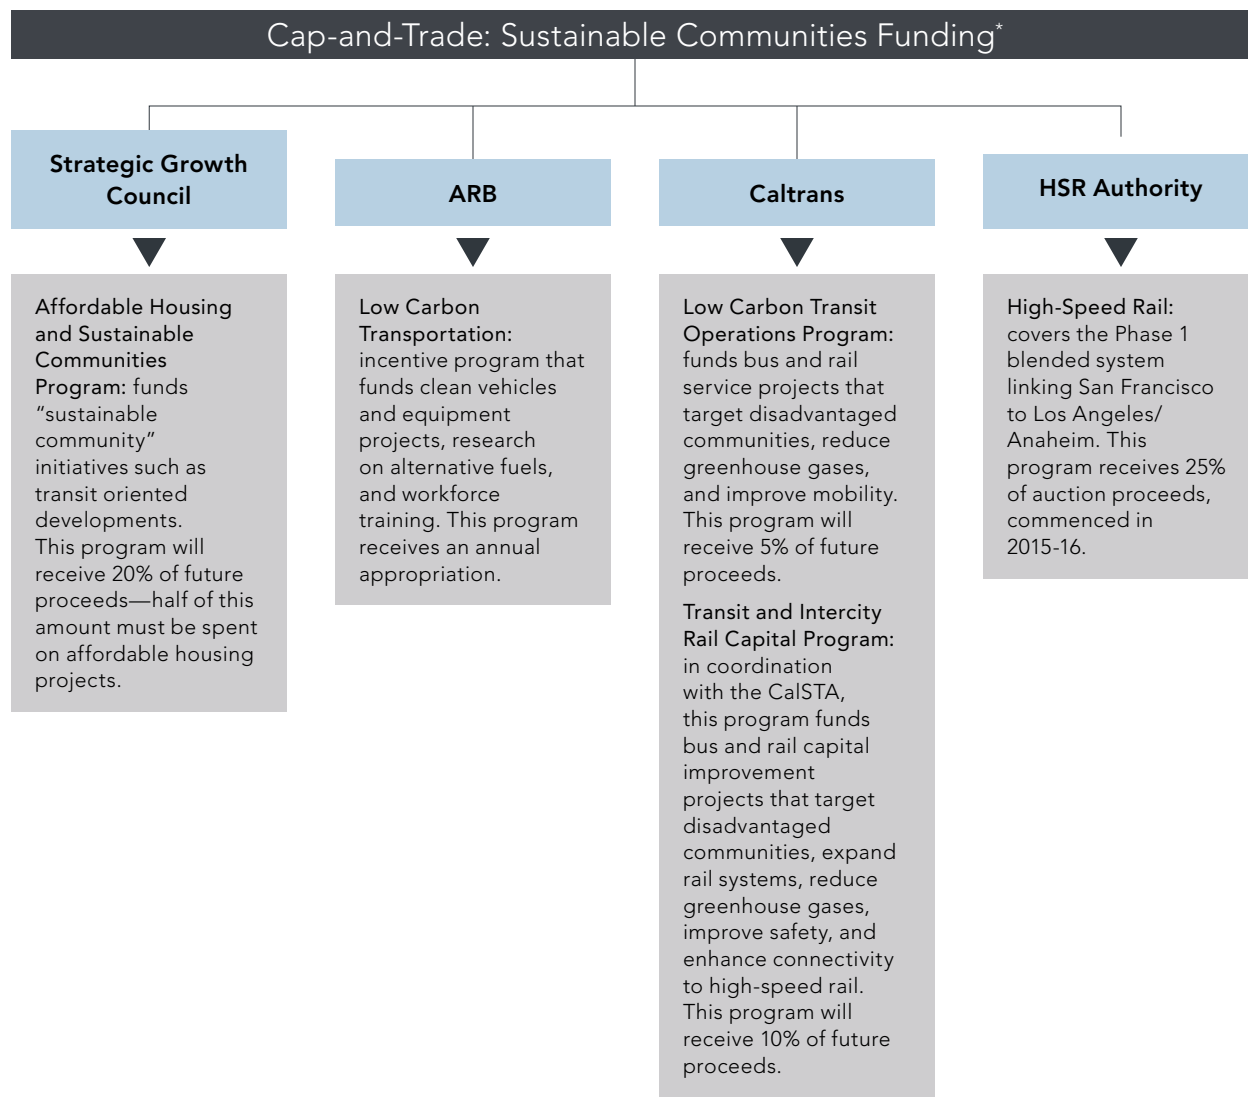 Cap-and-Trade: Sustainable Communities Funding*
Strategic Growth
Council
Affordable Housing
and Sustainable
Communities
Program: funds
“sustainable
community”
initiatives such as
transit oriented
developments.
This program will
receive 20% of future
proceeds—half of this
amount must be spent
on affordable housing
projects.
ARB
Low Carbon
Transportation:
incentive program that
funds clean vehicles
and equipment
projects, research
on alternative fuels,
and workforce
training. This program
receives an annual
appropriation.
Caltrans
Low Carbon Transit
Operations Program:
funds bus and rail
service projects that
target disadvantaged
communities, reduce
greenhouse gases,
and improve mobility.
This program will
receive 5% of future
proceeds.
Transit and Intercity
Rail Capital Program:
in coordination
with the CalSTA,
this program funds
bus and rail capital
improvement
projects that target
disadvantaged
communities, expand
rail systems, reduce
greenhouse gases,
improve safety, and
enhance connectivity
to high-speed rail.
This program will
receive 10% of future
proceeds.
HSR Authority
High-Speed Rail:
covers the Phase 1
blended system
linking San Francisco
to Los Angeles/
Anaheim. This
program receives 25%
of auction proceeds,
commenced in
2015-16.